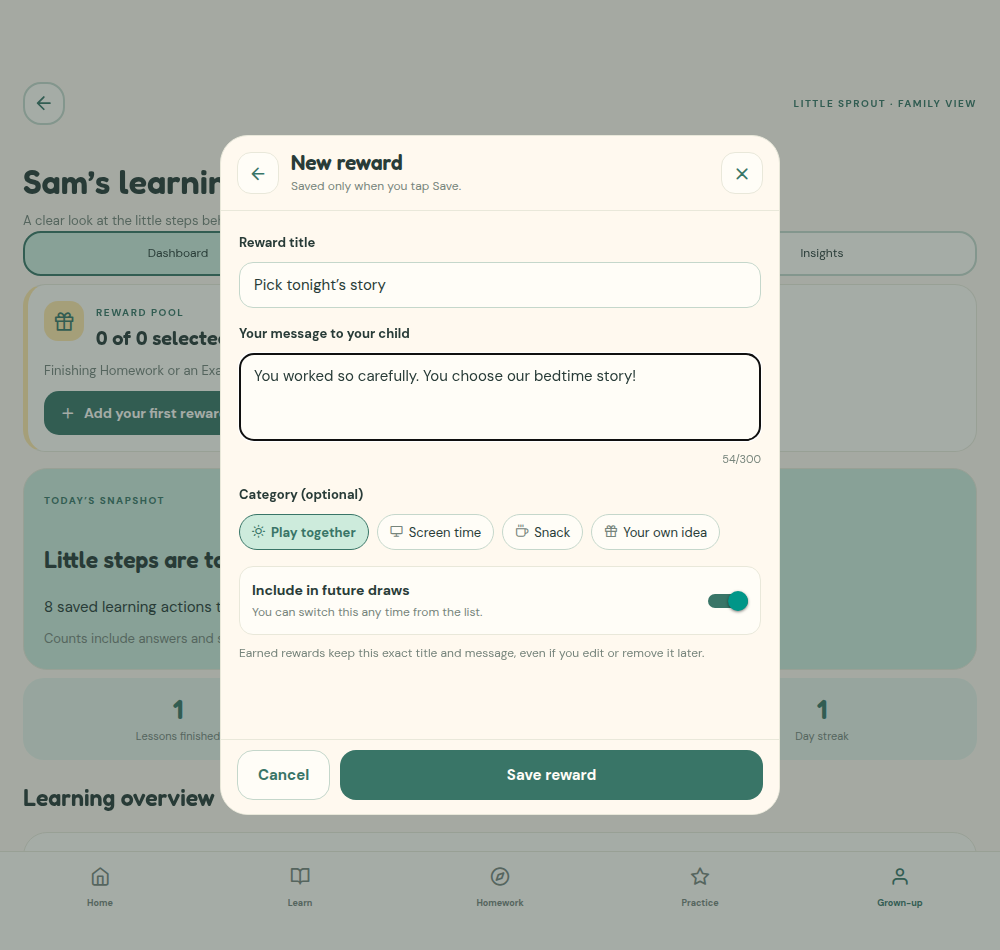 LITTLE SPROUT · FAMILY VIEW
Sam's learnin
A clear look at the little steps
Dashboard
Insights
REWARD POOL
0 of 0 selected
Finishing Homework or an
Add your first reward
TODAY'S SNAPSHOT
Little steps are
8 saved learning actions
Counts include answers and
1
Lessons finished
1
Day streak
Learning overview
New reward
Saved only when you tap Save.
Reward title
Pick tonight's story
Your message to your child
You worked so carefully. You choose our bedtime story!
54/300
Category (optional)
Play together
Screen time
Snack
Your own idea
Include in future draws
You can switch this any time from the list.
Earned rewards keep this exact title and message, even if you edit or remove it later.
Cancel
Save reward
Home
Learn
Homework
Practice
Grown-up